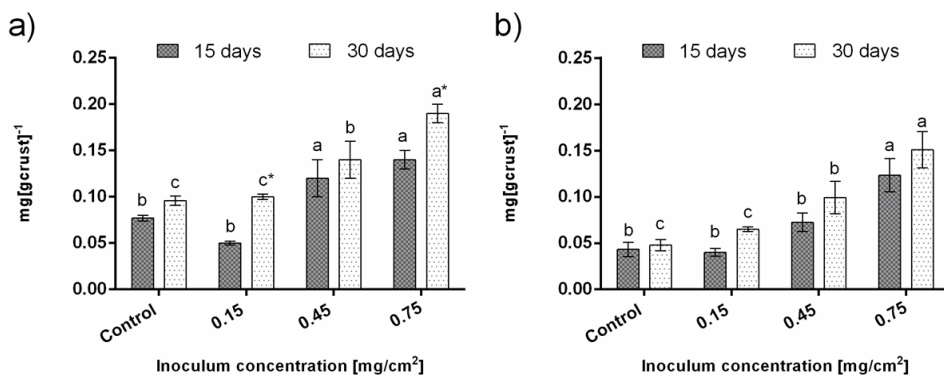 a)
15 days 30 days
mg[gcrust]-1
0.25
0.20
0.15
0.10
0.05
0.00
b c
b c*
a b
a a*
Control 0.15 0.45 0.75
Inoculum concentration [mg/cm2]
b)
15 days 30 days
mg[gcrust]-1
0.25
0.20
0.15
0.10
0.05
0.00
b c
b c
b b
a a
Control 0.15 0.45 0.75
Inoculum concentration [mg/cm2]